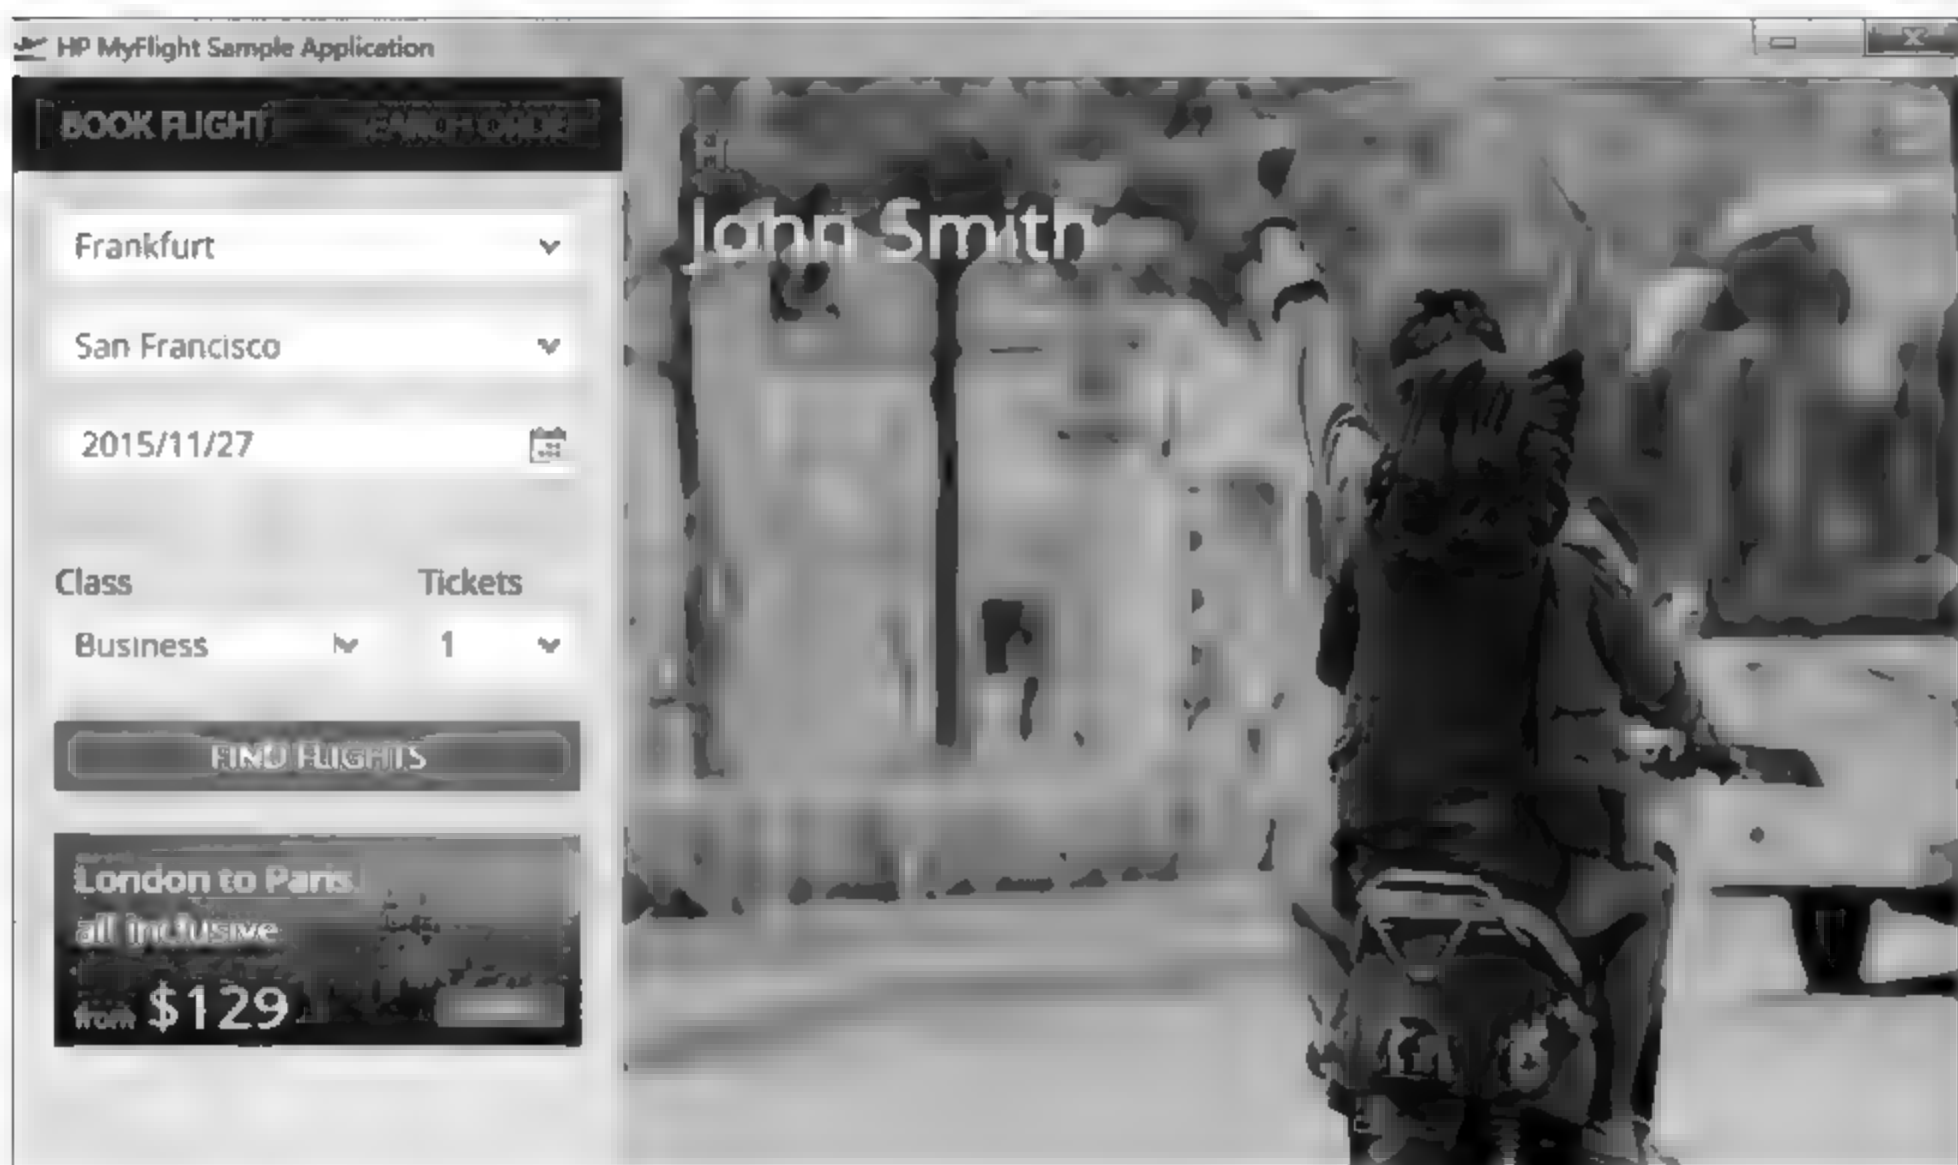 HP MyFlight Sample Application
BOOK FLIGHT
John Smith
Frankfurt
San Francisco
2015/11/27
Class Tickets
Business 1
FIND FLIGHTS
London to Paris.
all inclusive
from $129